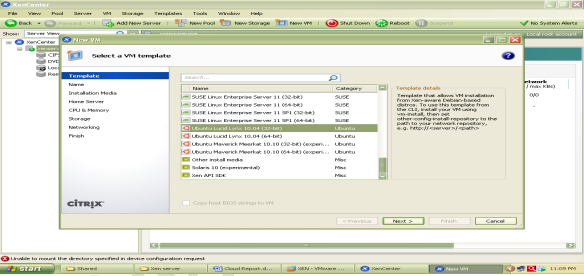 XenCenter
File View Pool Server VM Storage Templates Tools Window Help
Back Add New Server New Pool New Storage New VM Shut Down Reboot Suspend No System Alerts
Show: Server View
Local root account
XenCenter
New VM
Select a VM template
Template
Name
Installation Media
Home Server
CPU & Memory
Storage
Networking
Finish
CITRIX
Search...
Name Category
SUSE Linux Enterprise Server 11 (32-bit) SUSE
SUSE Linux Enterprise Server 11 (64-bit) SUSE
SUSE Linux Enterprise Server 11 SP1 (32-bit) SUSE
SUSE Linux Enterprise Server 11 SP1 (64-bit) SUSE
Ubuntu Lucid Lynx 10.04 (32-bit) Ubuntu
Ubuntu Lucid Lynx 10.04 (64-bit) Ubuntu
Ubuntu Maverick Meerkat 10.10 (32-bit) (experi... Ubuntu
Ubuntu Maverick Meerkat 10.10 (64-bit) (experi... Ubuntu
Other install media Misc
Solaris 10 (experimental) Misc
Xen API SDK Misc
Copy host BIOS strings to VM
Template details
Template that allows VM installation
from Xen-aware Debian-based
distros. To use this template from
the CLI, install your VM using
vm-install, then set
other-config-install-repository to the
path to your network repository,
e.g. http://<server>/<path>
< Previous Next > Finish Cancel
Unable to mount the directory specified in device configuration request
start Shared Xen server Cloud Report.d... XEN - VMware ... XenCenter New VM 11:09 PM